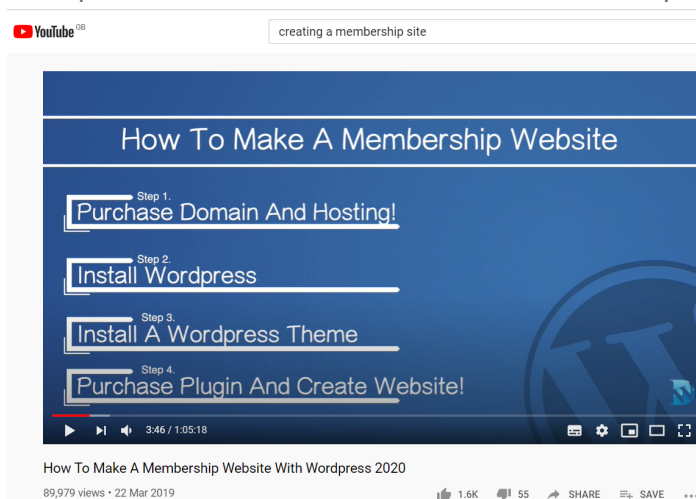 YouTube GB
creating a membership site
How To Make A Membership Website
Step 1.
Purchase Domain And Hosting!
Step 2.
Install Wordpress
Step 3.
Install A Wordpress Theme
Step 4.
Purchase Plugin And Create Website!
3:46 / 1:05:18
How To Make A Membership Website With Wordpress 2020
89,979 views • 22 Mar 2019
1.6K
55
SHARE
SAVE